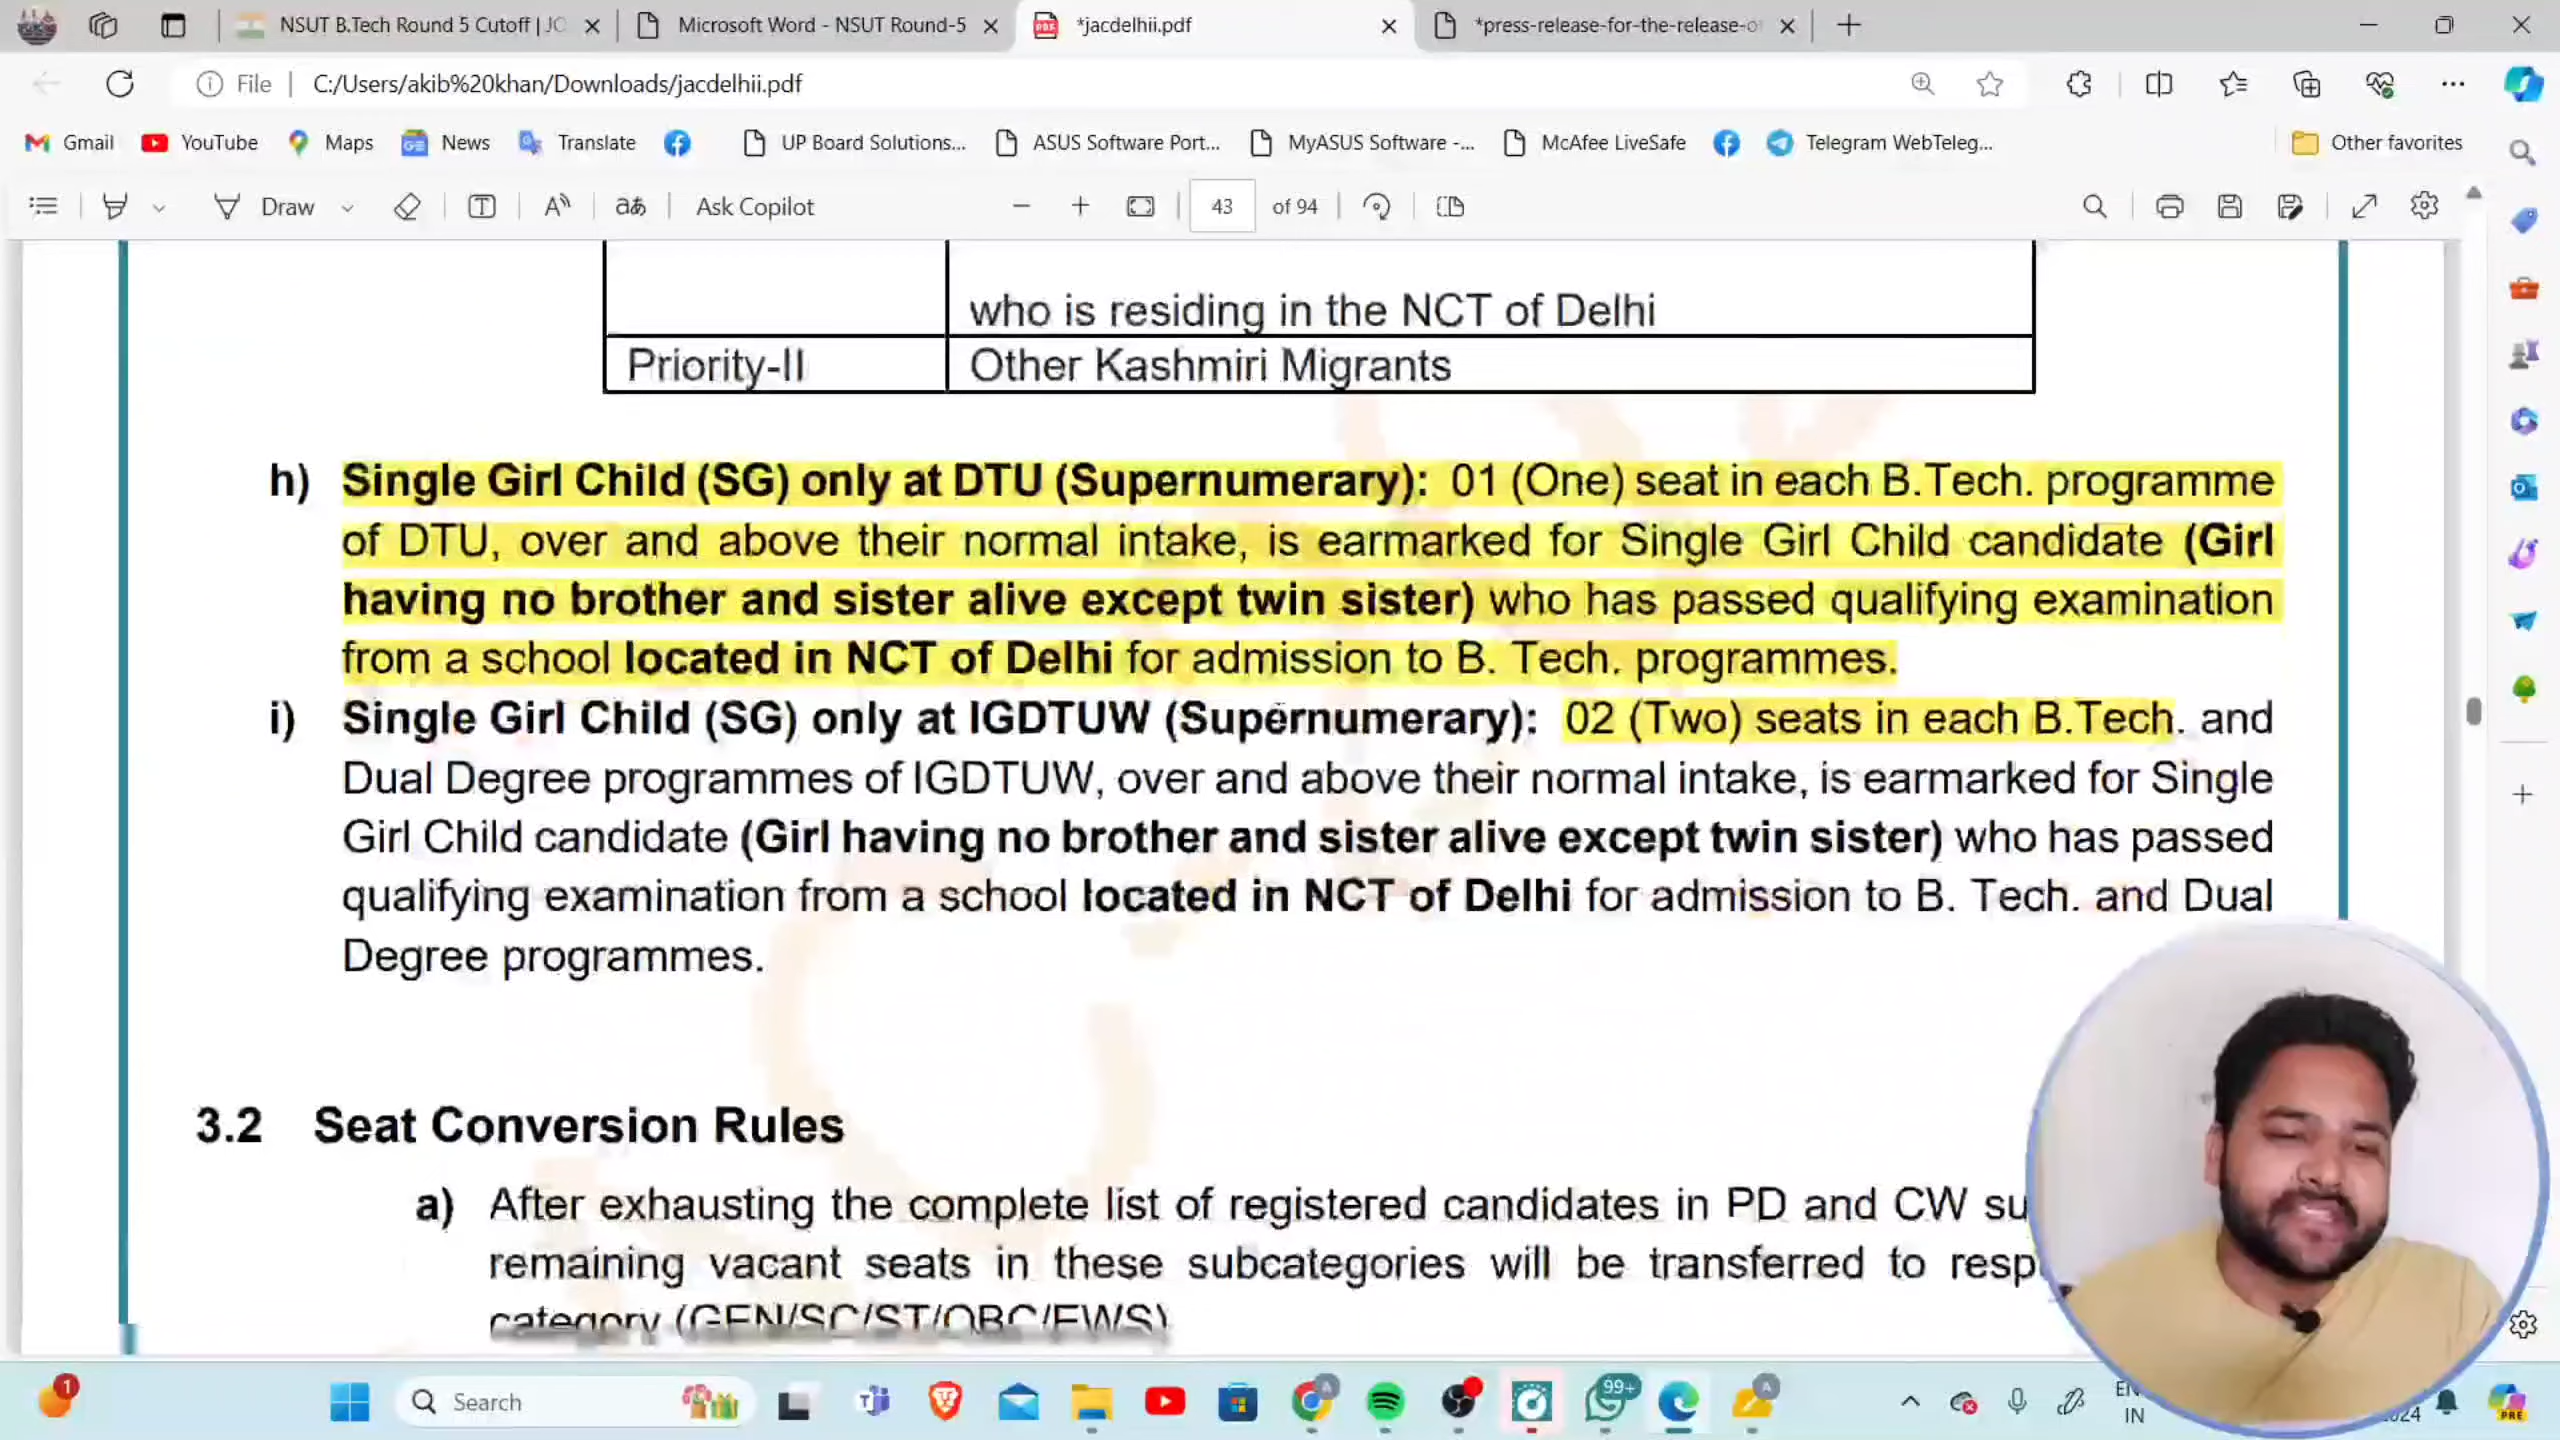 NSUT B.Tech Round 5 Cutoff | JO
Microsoft Word - NSUT Round-5
*jacdelhii.pdf
*press-release-for-the-release-o
File
C:/Users/akib%20khan/Downloads/jacdelhii.pdf
Gmail
YouTube
Maps
News
Translate
UP Board Solutions...
ASUS Software Port...
MyASUS Software -...
McAfee LiveSafe
Telegram WebTeleg...
Other favorites
Draw
Ask Copilot
43 of 94
who is residing in the NCT of Delhi
Priority-II Other Kashmiri Migrants
h) Single Girl Child (SG) only at DTU (Supernumerary): 01 (One) seat in each B.Tech. programme
of DTU, over and above their normal intake, is earmarked for Single Girl Child candidate (Girl
having no brother and sister alive except twin sister) who has passed qualifying examination
from a school located in NCT of Delhi for admission to B. Tech. programmes.
i) Single Girl Child (SG) only at IGDTUW (Supernumerary): 02 (Two) seats in each B.Tech. and
Dual Degree programmes of IGDTUW, over and above their normal intake, is earmarked for Single
Girl Child candidate (Girl having no brother and sister alive except twin sister) who has passed
qualifying examination from a school located in NCT of Delhi for admission to B. Tech. and Dual
Degree programmes.
3.2 Seat Conversion Rules
a) After exhausting the complete list of registered candidates in PD and CW su
remaining vacant seats in these subcategories will be transferred to resp
category (GEN/SC/ST/OBC/EWS)
1
Search
99+
IN
PRE